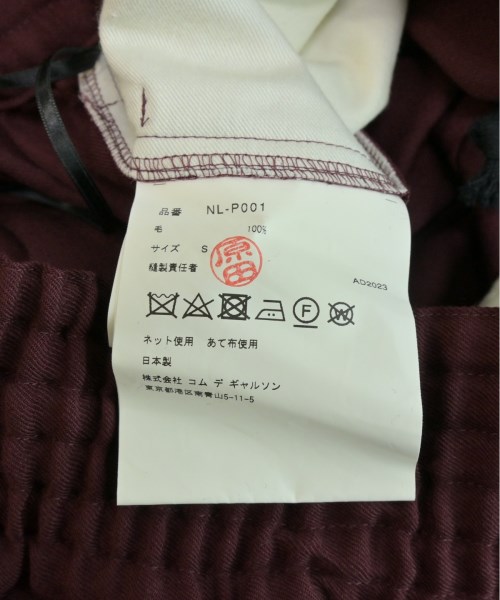 品番 NL-P001
毛 100%
サイズ S
縫製責任者 原田
AD2023
F W
ネット使用 あて布使用
日本製
株式会社 コム デ ギャルソン
東京都港区南青山5-11-5